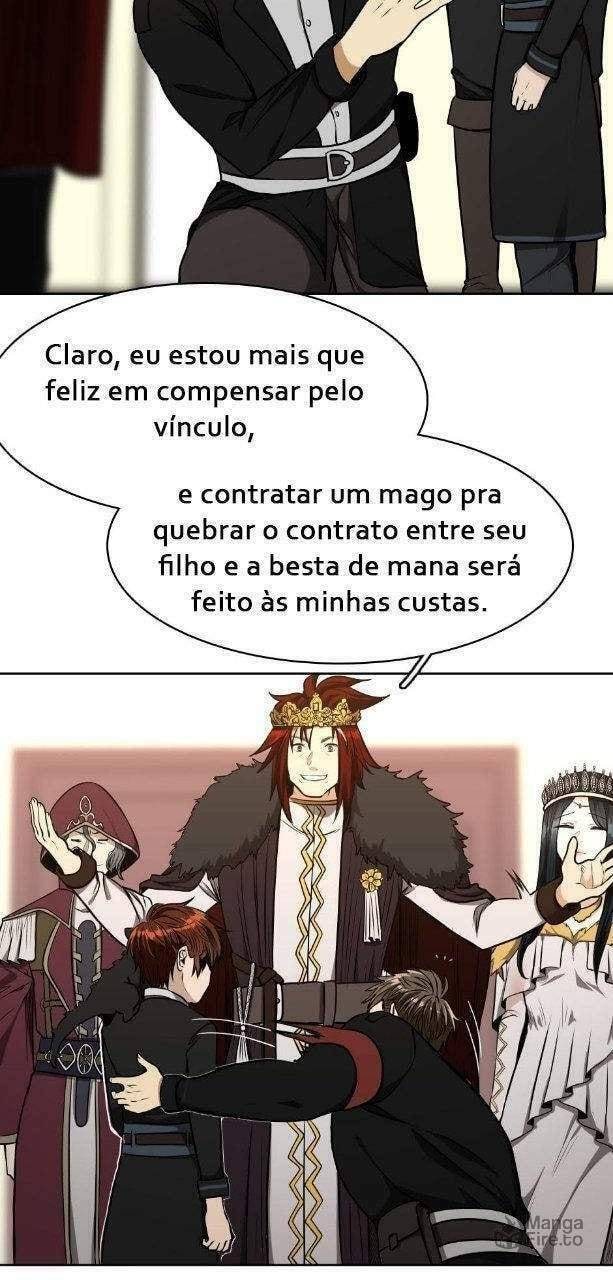 Claro, eu estou mais que
feliz em compensar pelo
vínculo,
e contratar um mago pra
quebrar o contrato entre seu
filho e a besta de mana será
feito às minhas custas.
Manga
Fire.to